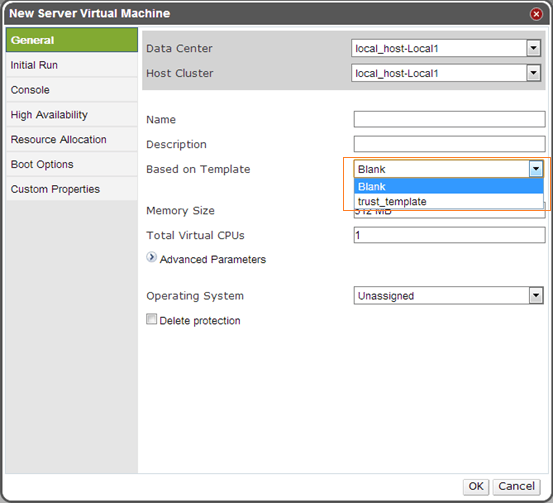 New Server Virtual Machine
General
Initial Run
Console
High Availability
Resource Allocation
Boot Options
Custom Properties
Data Center local_host-Local1
Host Cluster local_host-Local1
Name
Description
Based on Template Blank
Blank
trust_template
Memory Size 512 MB
Total Virtual CPUs 1
Advanced Parameters
Operating System Unassigned
Delete protection
OK Cancel